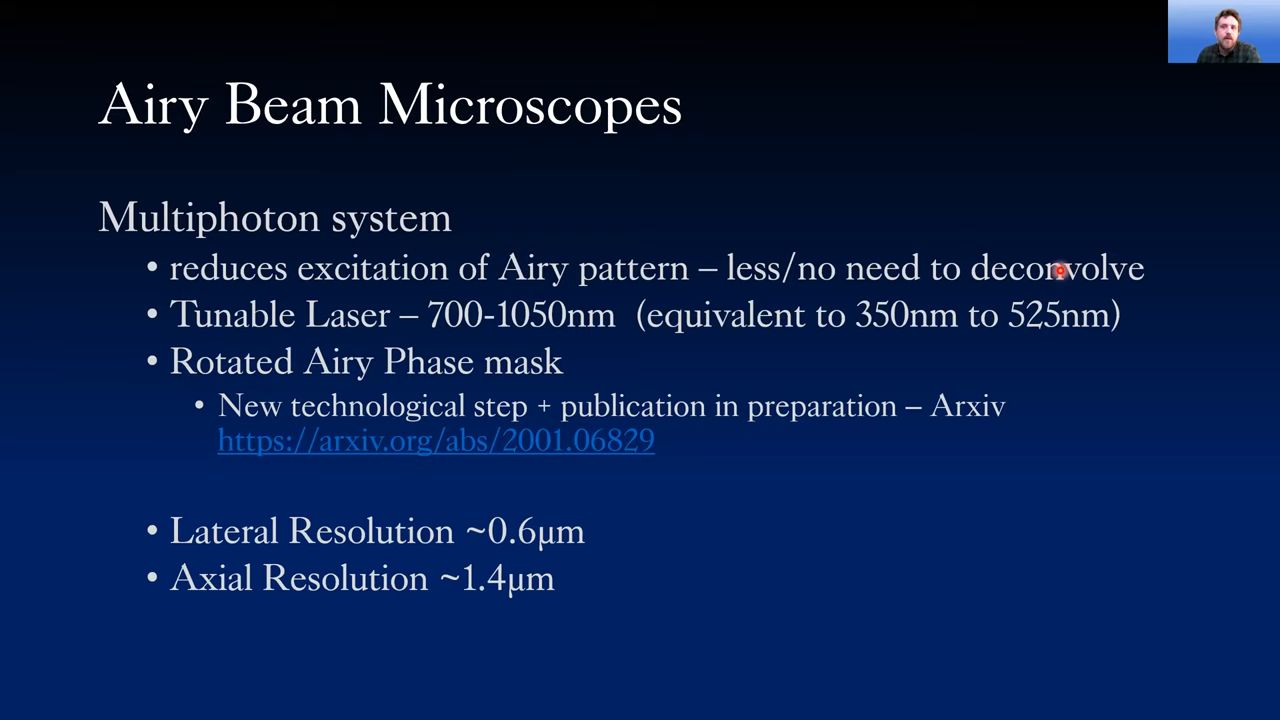 Airy Beam Microscopes
Multiphoton system
• reduces excitation of Airy pattern – less/no need to deconvolve
• Tunable Laser – 700-1050nm (equivalent to 350nm to 525nm)
• Rotated Airy Phase mask
• New technological step + publication in preparation – Arxiv
https://arxiv.org/abs/2001.06829
• Lateral Resolution ~0.6μm
• Axial Resolution ~1.4μm